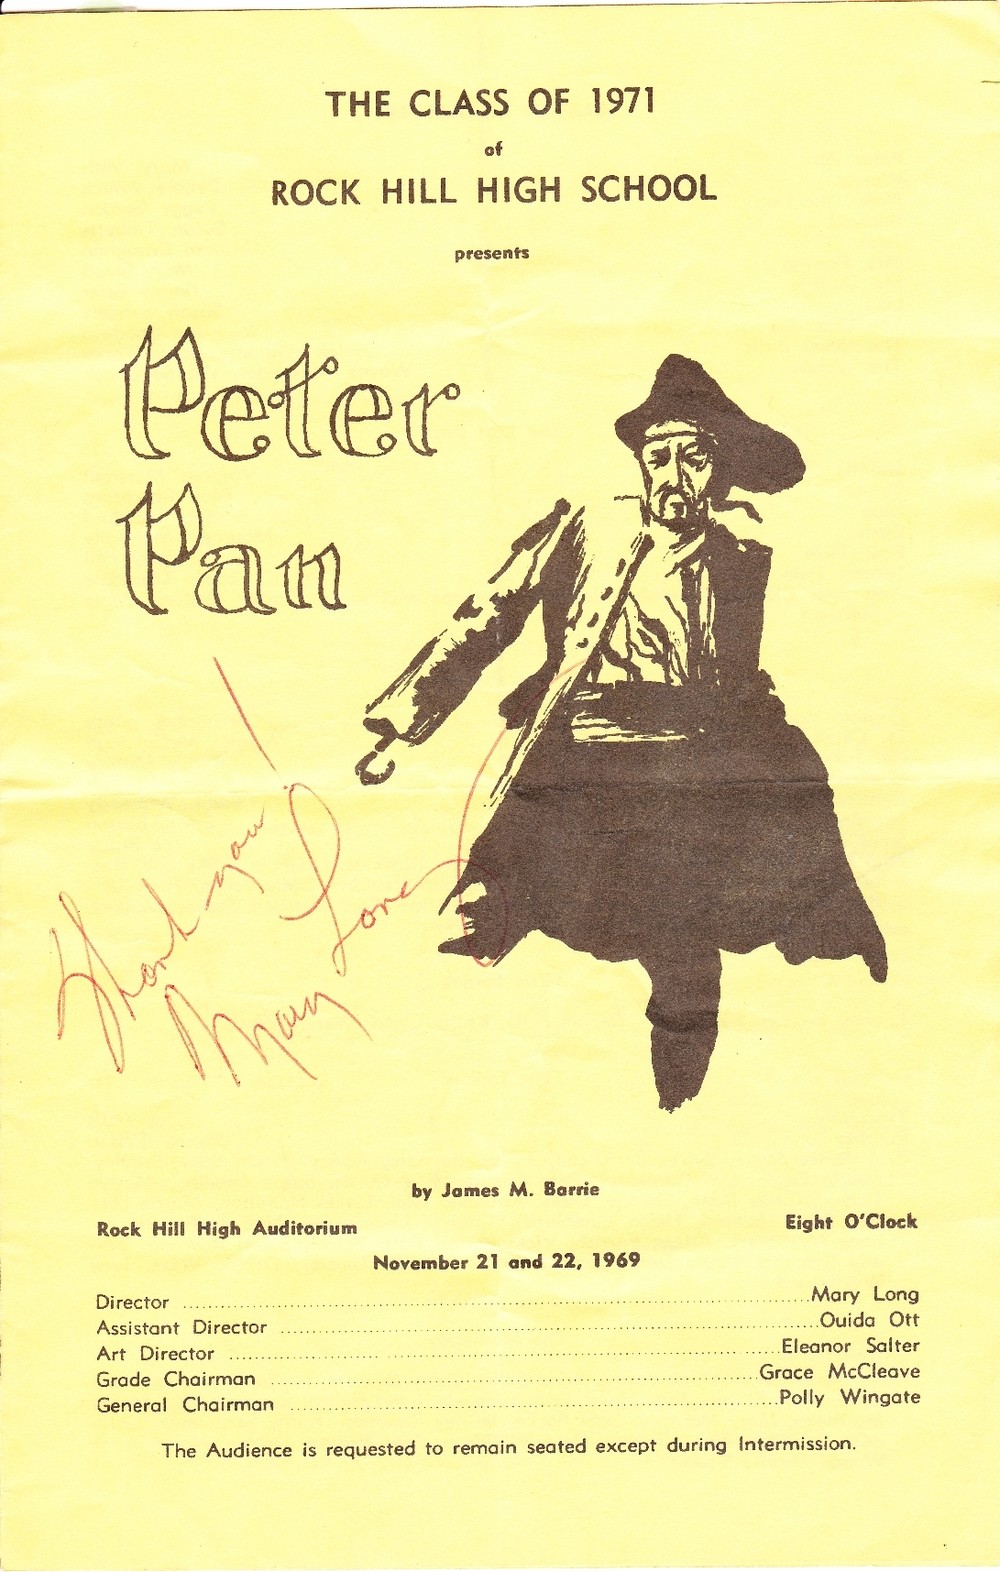 THE CLASS OF 1971
of
ROCK HILL HIGH SCHOOL
presents
Peter
Pan
Thank you!
Love,
Mary
by James M. Barrie
Rock Hill High Auditorium Eight O'Clock
November 21 and 22, 1969
Director Mary Long
Assistant Director Ouida Ott
Art Director Eleanor Salter
Grade Chairman Grace McCleave
General Chairman Polly Wingate
The Audience is requested to remain seated except during Intermission.